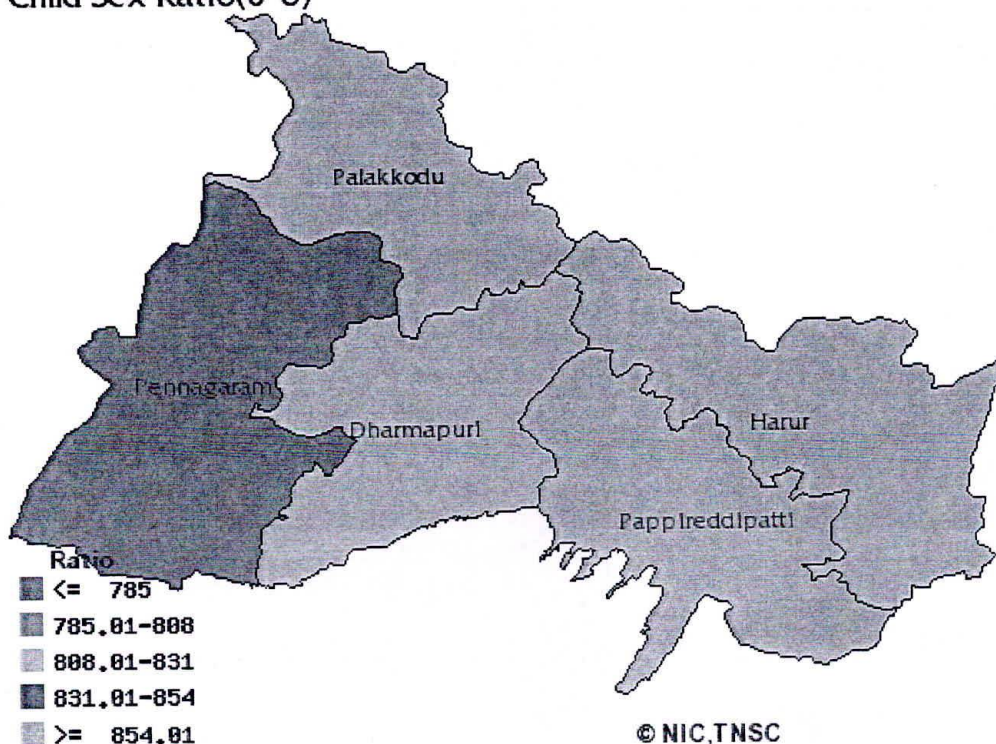 Child Sex Ratio(0-6)
Palakkodu
Pennagaram
Dharmapuri
Harur
Pappireddipatti
Ratio
<= 785
785.01-808
808.01-831
831.01-854
>= 854.01
© NIC,TNSC